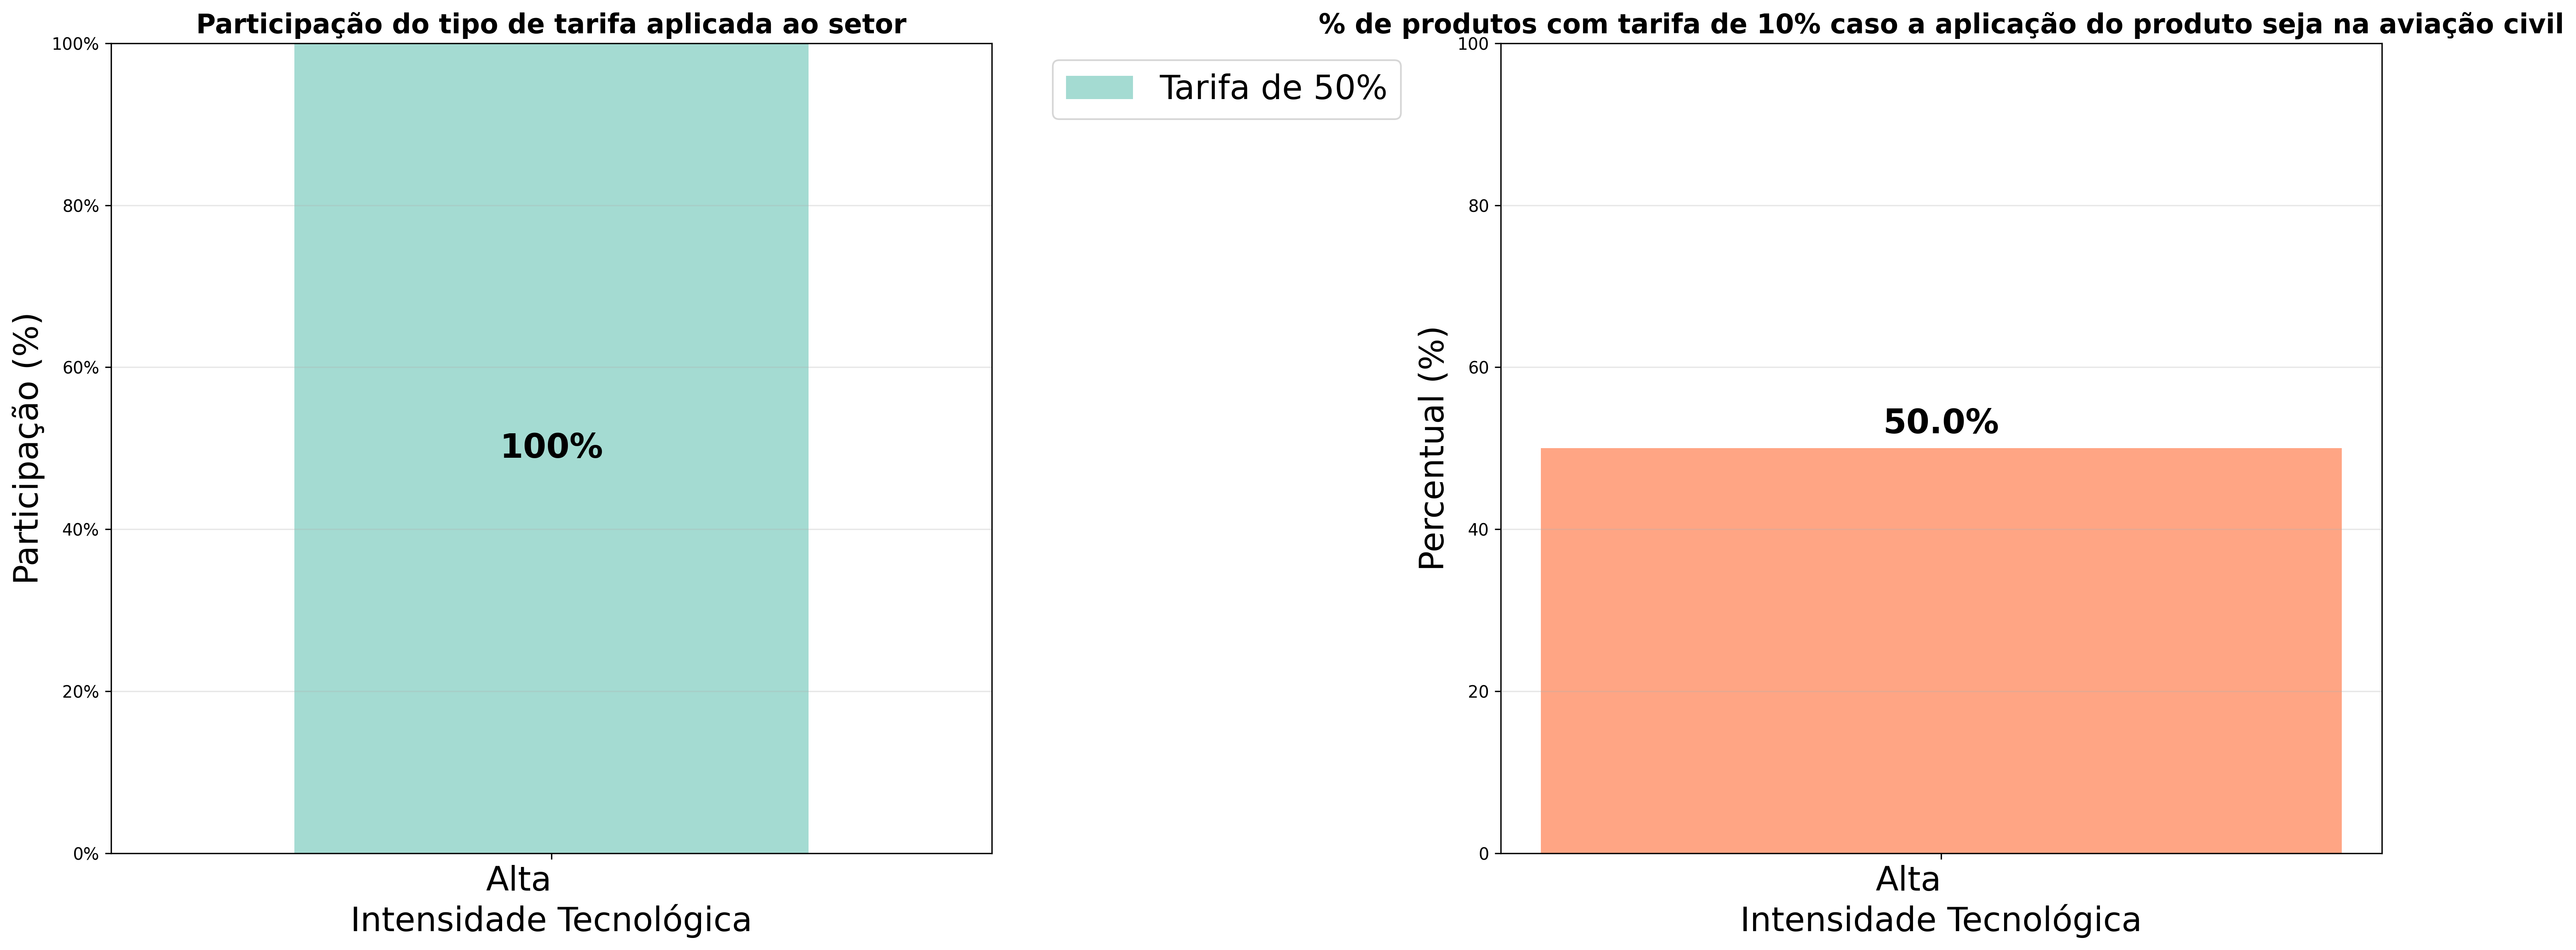 Participação do tipo de tarifa aplicada ao setor
Participação (%)
100%
80%
60%
40%
20%
0%
100%
Alta
Intensidade Tecnológica
Tarifa de 50%
% de produtos com tarifa de 10% caso a aplicação do produto seja na aviação civil
Percentual (%)
100
80
60
40
20
0
50.0%
Alta
Intensidade Tecnológica